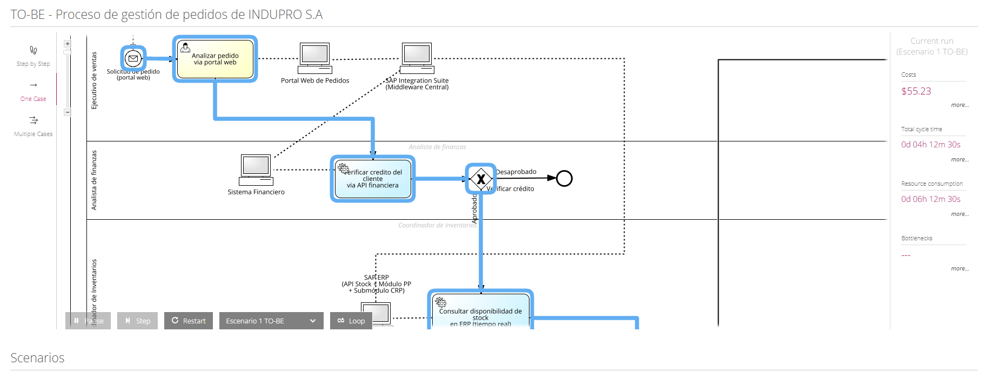 TO-BE - Proceso de gestión de pedidos de INDUPRO S.A
Step by Step
One Case
Multiple Cases
+
−
Ejecutivo de ventas
Solicitud de pedido
(portal web)
Analizar pedido
via portal web
Portal Web de Pedidos
SAP Integration Suite
(Middleware Central)
Analista de finanzas
Analista de finanzas
Sistema Financiero
Verificar credito del
cliente
via API financiera
X
Desaprobado
Verificar crédito
Aprobado
Coordinador de Inventarios
dinador de Inventarios
SAP ERP
(API Stock + Módulo PP
+ Submódulo CRP)
Consultar disponibilidad de
stock
en ERP (tiempo real)
Pause
Step
Restart
Escenario 1 TO-BE
Loop
Current run
(Escenario 1 TO-BE)
Costs
$55.23
more...
Total cycle time
0d 04h 12m 30s
more...
Resource consumption
0d 06h 12m 30s
more...
Bottlenecks
---
more...
Scenarios